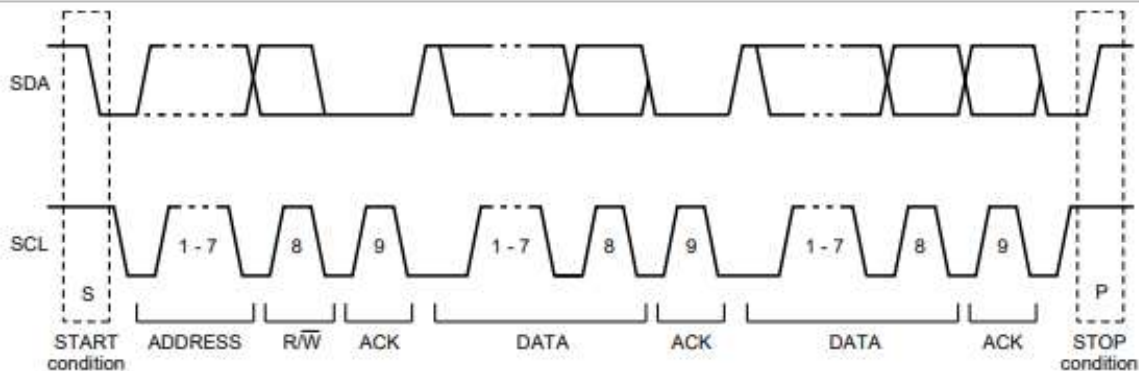 SDA
SCL
1 - 7
8
9
1 - 7
8
9
1 - 7
8
9
S
P
START
condition
ADDRESS
R/W̅
ACK
DATA
ACK
DATA
ACK
STOP
condition